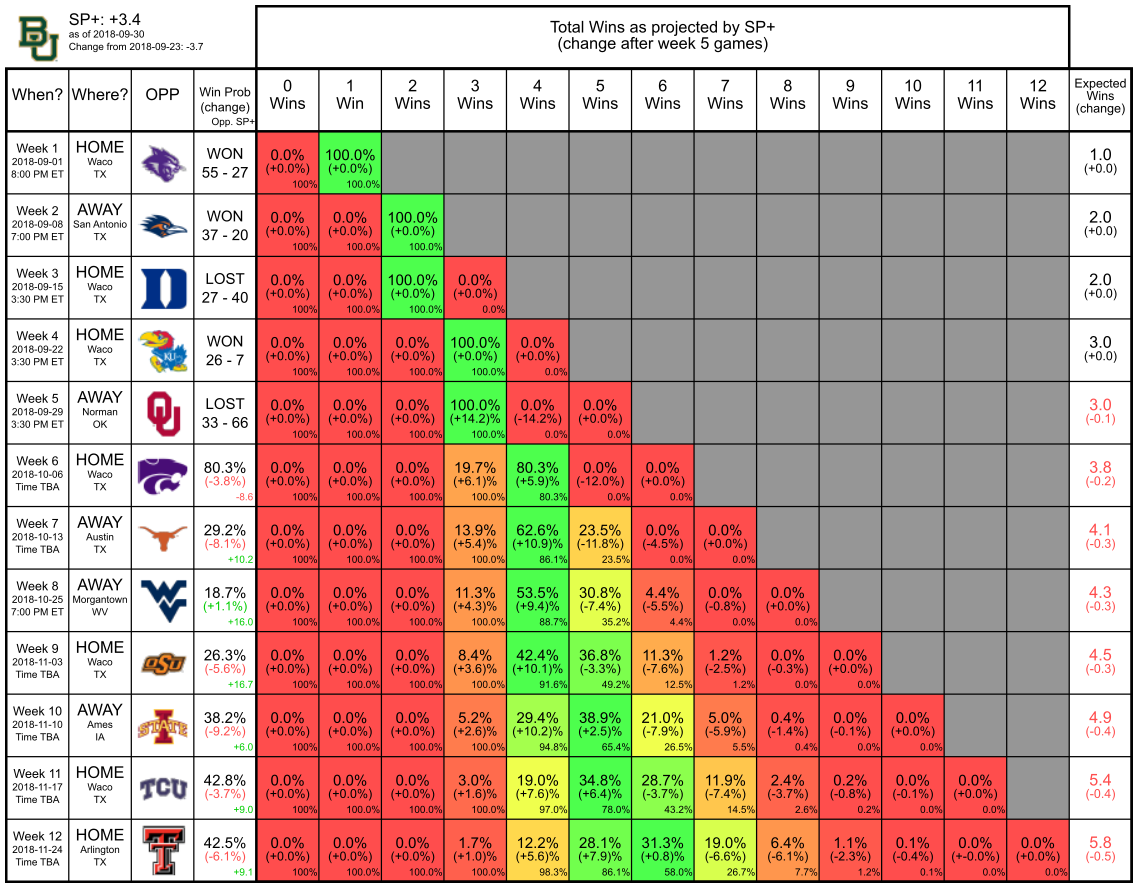 BU
SP+: +3.4
as of 2018-09-30
Change from 2018-09-23: -3.7
Total Wins as projected by SP+
(change after week 5 games)
When? Where? OPP Win Prob (change) Opp. SP+ 0 Wins 1 Win 2 Wins 3 Wins 4 Wins 5 Wins 6 Wins 7 Wins 8 Wins 9 Wins 10 Wins 11 Wins 12 Wins Expected Wins (change)
Week 1 HOME WON 0.0% 100.0% 1.0
2018-09-01 Waco (+0.0%) (+0.0%) (+0.0)
8:00 PM ET TX 55 - 27 100% 100.0%
Week 2 AWAY WON 0.0% 0.0% 100.0% 2.0
2018-09-08 San Antonio (+0.0%) (+0.0%) (+0.0%) (+0.0)
7:00 PM ET TX 37 - 20 100% 100.0% 100.0%
Week 3 HOME D LOST 0.0% 0.0% 100.0% 0.0% 2.0
2018-09-15 Waco (+0.0%) (+0.0%) (+0.0%) (+0.0%) (+0.0)
3:30 PM ET TX 27 - 40 100% 100.0% 100.0% 0.0%
Week 4 HOME KU WON 0.0% 0.0% 0.0% 100.0% 0.0% 3.0
2018-09-22 Waco (+0.0%) (+0.0%) (+0.0%) (+0.0%) (+0.0%) (+0.0)
3:30 PM ET TX 26 - 7 100% 100.0% 100.0% 100.0% 0.0%
Week 5 AWAY OU LOST 0.0% 0.0% 0.0% 100.0% 0.0% 0.0% 3.0
2018-09-29 Norman (+0.0%) (+0.0%) (+0.0%) (+14.2)% (-14.2%) (+0.0%) (-0.1)
3:30 PM ET OK 33 - 66 100% 100.0% 100.0% 100.0% 0.0% 0.0%
Week 6 HOME 80.3% 0.0% 0.0% 0.0% 19.7% 80.3% 0.0% 0.0% 3.8
2018-10-06 Waco (-3.8%) (+0.0%) (+0.0%) (+0.0%) (+6.1)% (+5.9)% (-12.0%) (+0.0%) (-0.2)
Time TBA TX -8.6 100% 100.0% 100.0% 100.0% 80.3% 0.0% 0.0%
Week 7 AWAY 29.2% 0.0% 0.0% 0.0% 13.9% 62.6% 23.5% 0.0% 0.0% 4.1
2018-10-13 Austin (-8.1%) (+0.0%) (+0.0%) (+0.0%) (+5.4)% (+10.9)% (-11.8%) (-4.5%) (+0.0%) (-0.3)
Time TBA TX +10.2 100% 100.0% 100.0% 100.0% 86.1% 23.5% 0.0% 0.0%
Week 8 AWAY WV 18.7% 0.0% 0.0% 0.0% 11.3% 53.5% 30.8% 4.4% 0.0% 0.0% 4.3
2018-10-25 Morgantown (+1.1%) (+0.0%) (+0.0%) (+0.0%) (+4.3)% (+9.4)% (-7.4%) (-5.5%) (-0.8%) (+0.0%) (-0.3)
7:00 PM ET WV +16.0 100% 100.0% 100.0% 100.0% 88.7% 35.2% 4.4% 0.0% 0.0%
Week 9 HOME OSU 26.3% 0.0% 0.0% 0.0% 8.4% 42.4% 36.8% 11.3% 1.2% 0.0% 0.0% 4.5
2018-11-03 Waco (-5.6%) (+0.0%) (+0.0%) (+0.0%) (+3.6)% (+10.1)% (-3.3%) (-7.6%) (-2.5%) (-0.3%) (+0.0%) (-0.3)
Time TBA TX +16.7 100% 100.0% 100.0% 100.0% 91.6% 49.2% 12.5% 1.2% 0.0% 0.0%
Week 10 AWAY I STATE 38.2% 0.0% 0.0% 0.0% 5.2% 29.4% 38.9% 21.0% 5.0% 0.4% 0.0% 0.0% 4.9
2018-11-10 Ames (-9.2%) (+0.0%) (+0.0%) (+0.0%) (+2.6)% (+10.2)% (+2.5)% (-7.9%) (-5.9%) (-1.4%) (-0.1%) (+0.0%) (-0.4)
Time TBA IA +6.0 100% 100.0% 100.0% 100.0% 94.8% 65.4% 26.5% 5.5% 0.4% 0.0% 0.0%
Week 11 HOME TCU 42.8% 0.0% 0.0% 0.0% 3.0% 19.0% 34.8% 28.7% 11.9% 2.4% 0.2% 0.0% 0.0% 5.4
2018-11-17 Waco (-3.7%) (+0.0%) (+0.0%) (+0.0%) (+1.6)% (+7.6)% (+6.4)% (-3.7%) (-7.4%) (-3.7%) (-0.8%) (-0.1%) (+0.0%) (-0.4)
Time TBA TX +9.0 100% 100.0% 100.0% 100.0% 97.0% 78.0% 43.2% 14.5% 2.6% 0.2% 0.0% 0.0%
Week 12 HOME T 42.5% 0.0% 0.0% 0.0% 1.7% 12.2% 28.1% 31.3% 19.0% 6.4% 1.1% 0.1% 0.0% 0.0% 5.8
2018-11-24 Arlington (-6.1%) (+0.0%) (+0.0%) (+0.0%) (+1.0)% (+5.6)% (+7.9)% (+0.8)% (-6.6%) (-6.1%) (-2.3%) (-0.4%) (+-0.0%) (+0.0%) (-0.5)
Time TBA TX +9.1 100% 100.0% 100.0% 100.0% 98.3% 86.1% 58.0% 26.7% 7.7% 1.2% 0.1% 0.0% 0.0%